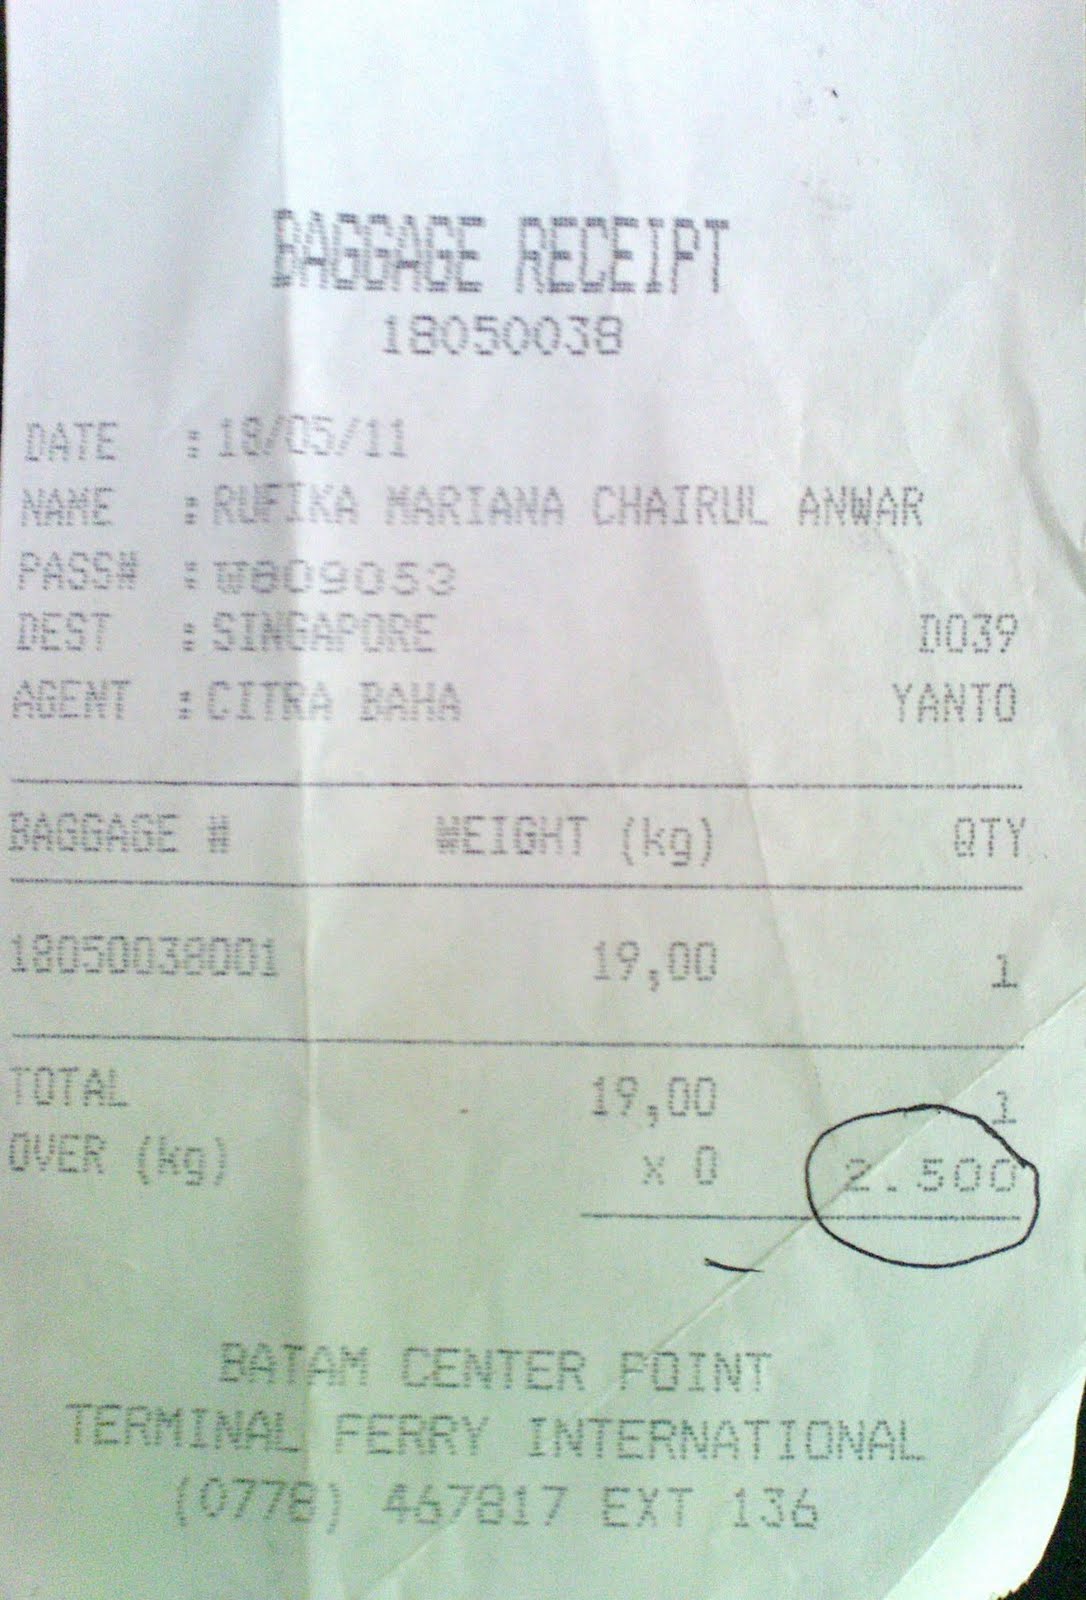 BAGGAGE RECEIPT
18050038
DATE : 18/05/11
NAME : RUFIKA MARIANA CHAIRUL ANWAR
PASS# : W809053
DEST : SINGAPORE D039
AGENT : CITRA BAHA YANTO
BAGGAGE # WEIGHT (kg) QTY
18050038001 19,00 1
TOTAL 19,00 1
OVER (kg) x 0 2.500
BATAM CENTER POINT
TERMINAL FERRY INTERNATIONAL
(0778) 467817 EXT 136